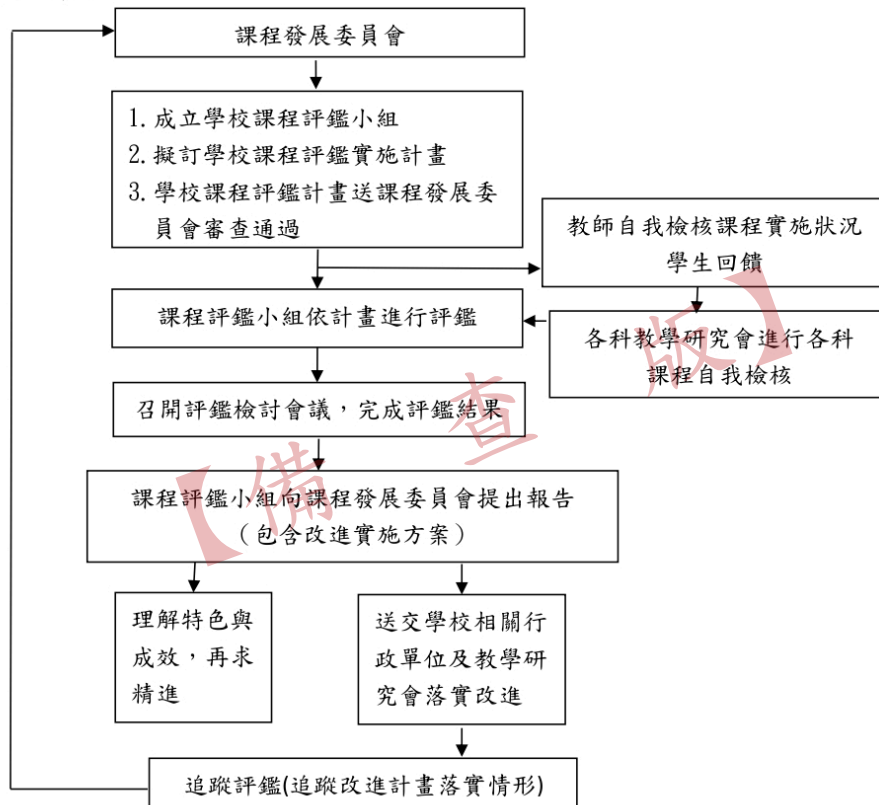 課程發展委員會
1. 成立學校課程評鑑小組
2. 擬訂學校課程評鑑實施計畫
3. 學校課程評鑑計畫送課程發展委
員會審查通過
教師自我檢核課程實施狀況
學生回饋
課程評鑑小組依計畫進行評鑑
各科教學研究會進行各科
課程自我檢核
召開評鑑檢討會議，完成評鑑結果
課程評鑑小組向課程發展委員會提出報告
（包含改進實施方案）
理解特色與
成效，再求
精進
送交學校相關行
政單位及教學研
究會落實改進
追蹤評鑑(追蹤改進計畫落實情形)
【備查版】